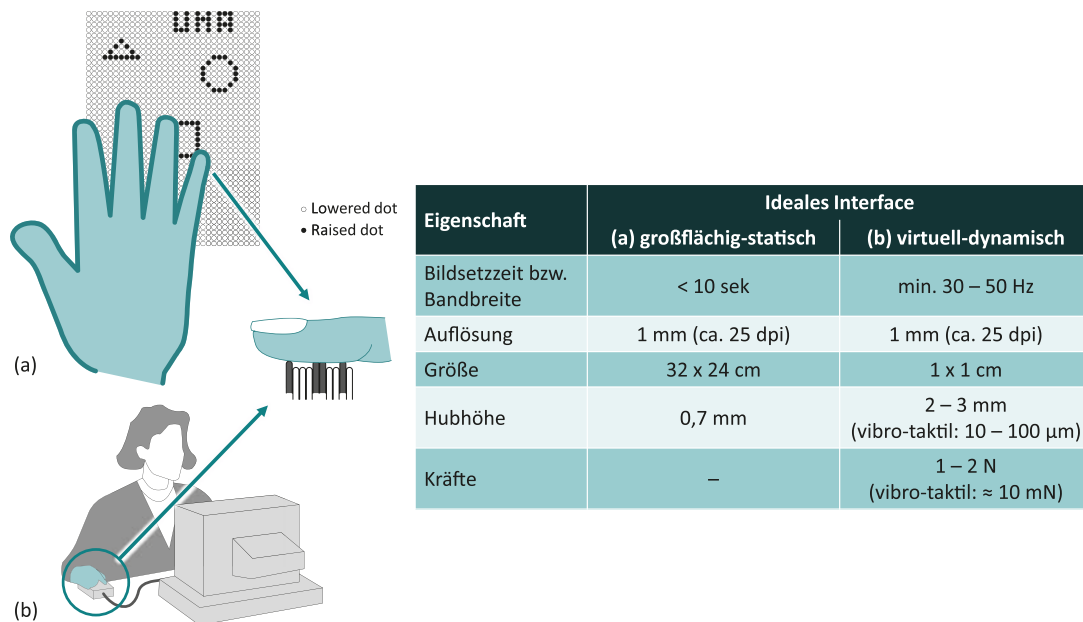 UHA
○ Lowered dot
● Raised dot
(a)
(b)
Eigenschaft
Ideales Interface
(a) großflächig-statisch
(b) virtuell-dynamisch
Bildsetzzeit bzw.
Bandbreite
< 10 sek
min. 30 – 50 Hz
Auflösung
1 mm (ca. 25 dpi)
1 mm (ca. 25 dpi)
Größe
32 x 24 cm
1 x 1 cm
Hubhöhe
0,7 mm
2 – 3 mm
(vibro-taktil: 10 – 100 µm)
Kräfte
–
1 – 2 N
(vibro-taktil: ≈ 10 mN)